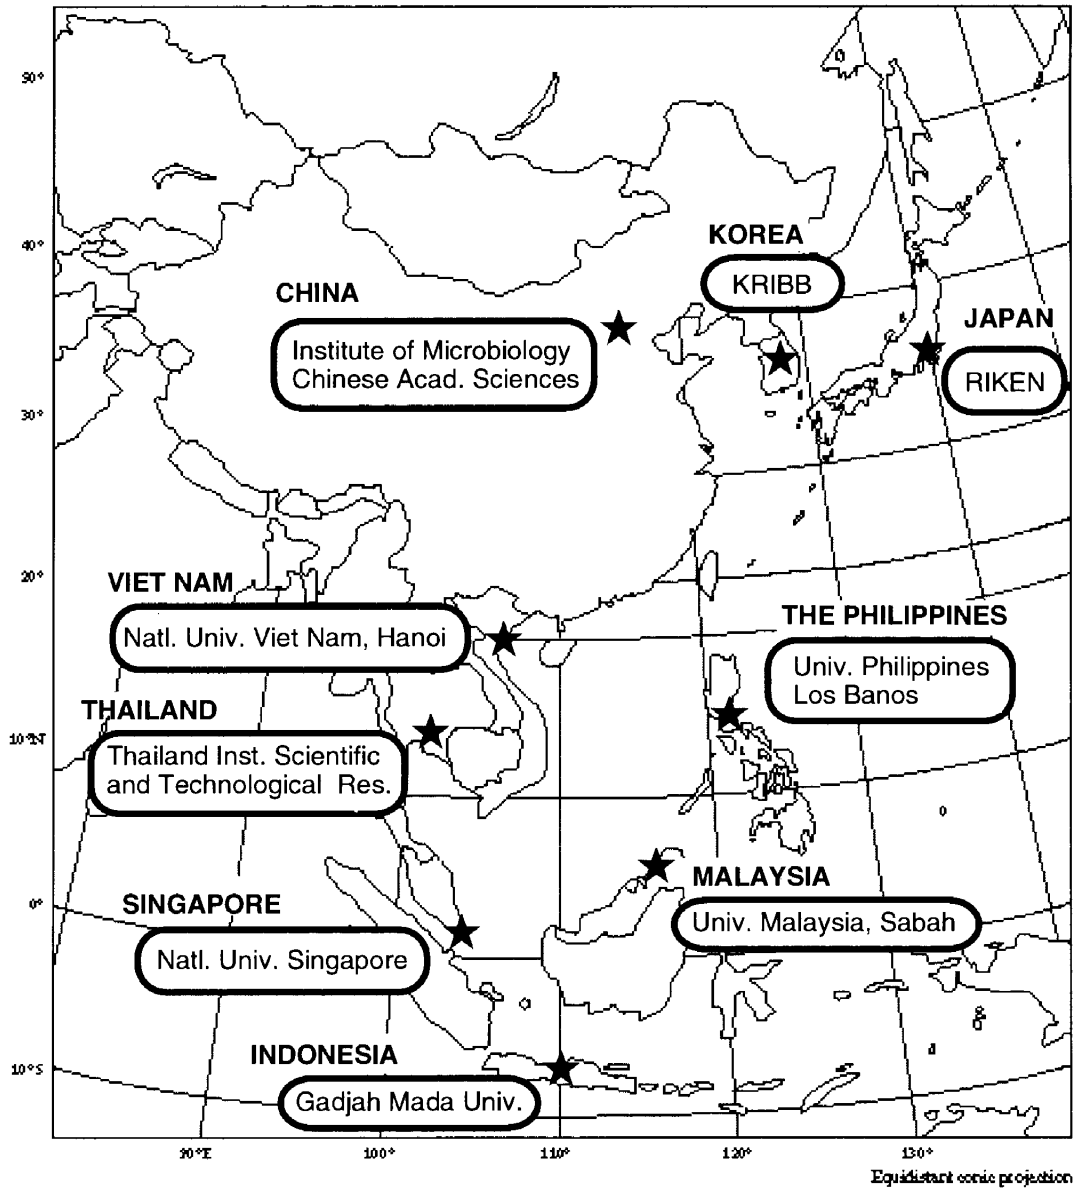 50°
40°
KOREA
KRIBB
CHINA
Institute of Microbiology
Chinese Acad. Sciences
JAPAN
RIKEN
30°
20°
VIET NAM
Natl. Univ. Viet Nam, Hanoi
THE PHILIPPINES
Univ. Philippines
Los Banos
THAILAND
Thailand Inst. Scientific
and Technological Res.
MALAYSIA
Univ. Malaysia, Sabah
0°
SINGAPORE
Natl. Univ. Singapore
INDONESIA
10°S
Gadjah Mada Univ.
90°E 100° 110° 120° 130°
Equidistant conic projection